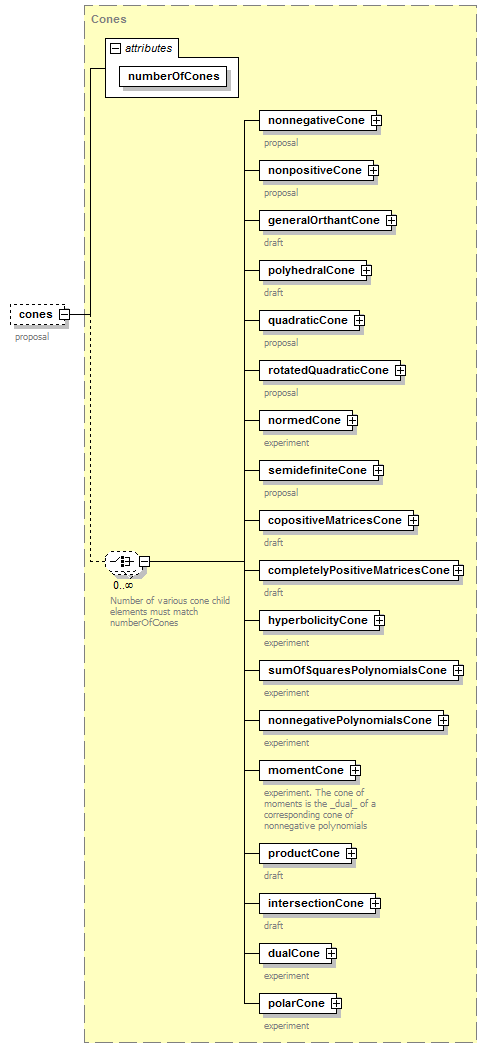 Cones
attributes
numberOfCones
nonnegativeCone
proposal
nonpositiveCone
proposal
generalOrthantCone
draft
polyhedralCone
draft
cones
proposal
quadraticCone
proposal
rotatedQuadraticCone
proposal
normedCone
experiment
semidefiniteCone
proposal
copositiveMatricesCone
draft
0..∞
Number of various cone child
elements must match
numberOfCones
completelyPositiveMatricesCone
draft
hyperbolicityCone
experiment
sumOfSquaresPolynomialsCone
experiment
nonnegativePolynomialsCone
experiment
momentCone
experiment. The cone of
moments is the _dual_ of a
corresponding cone of
nonnegative polynomials
productCone
draft
intersectionCone
draft
dualCone
experiment
polarCone
experiment